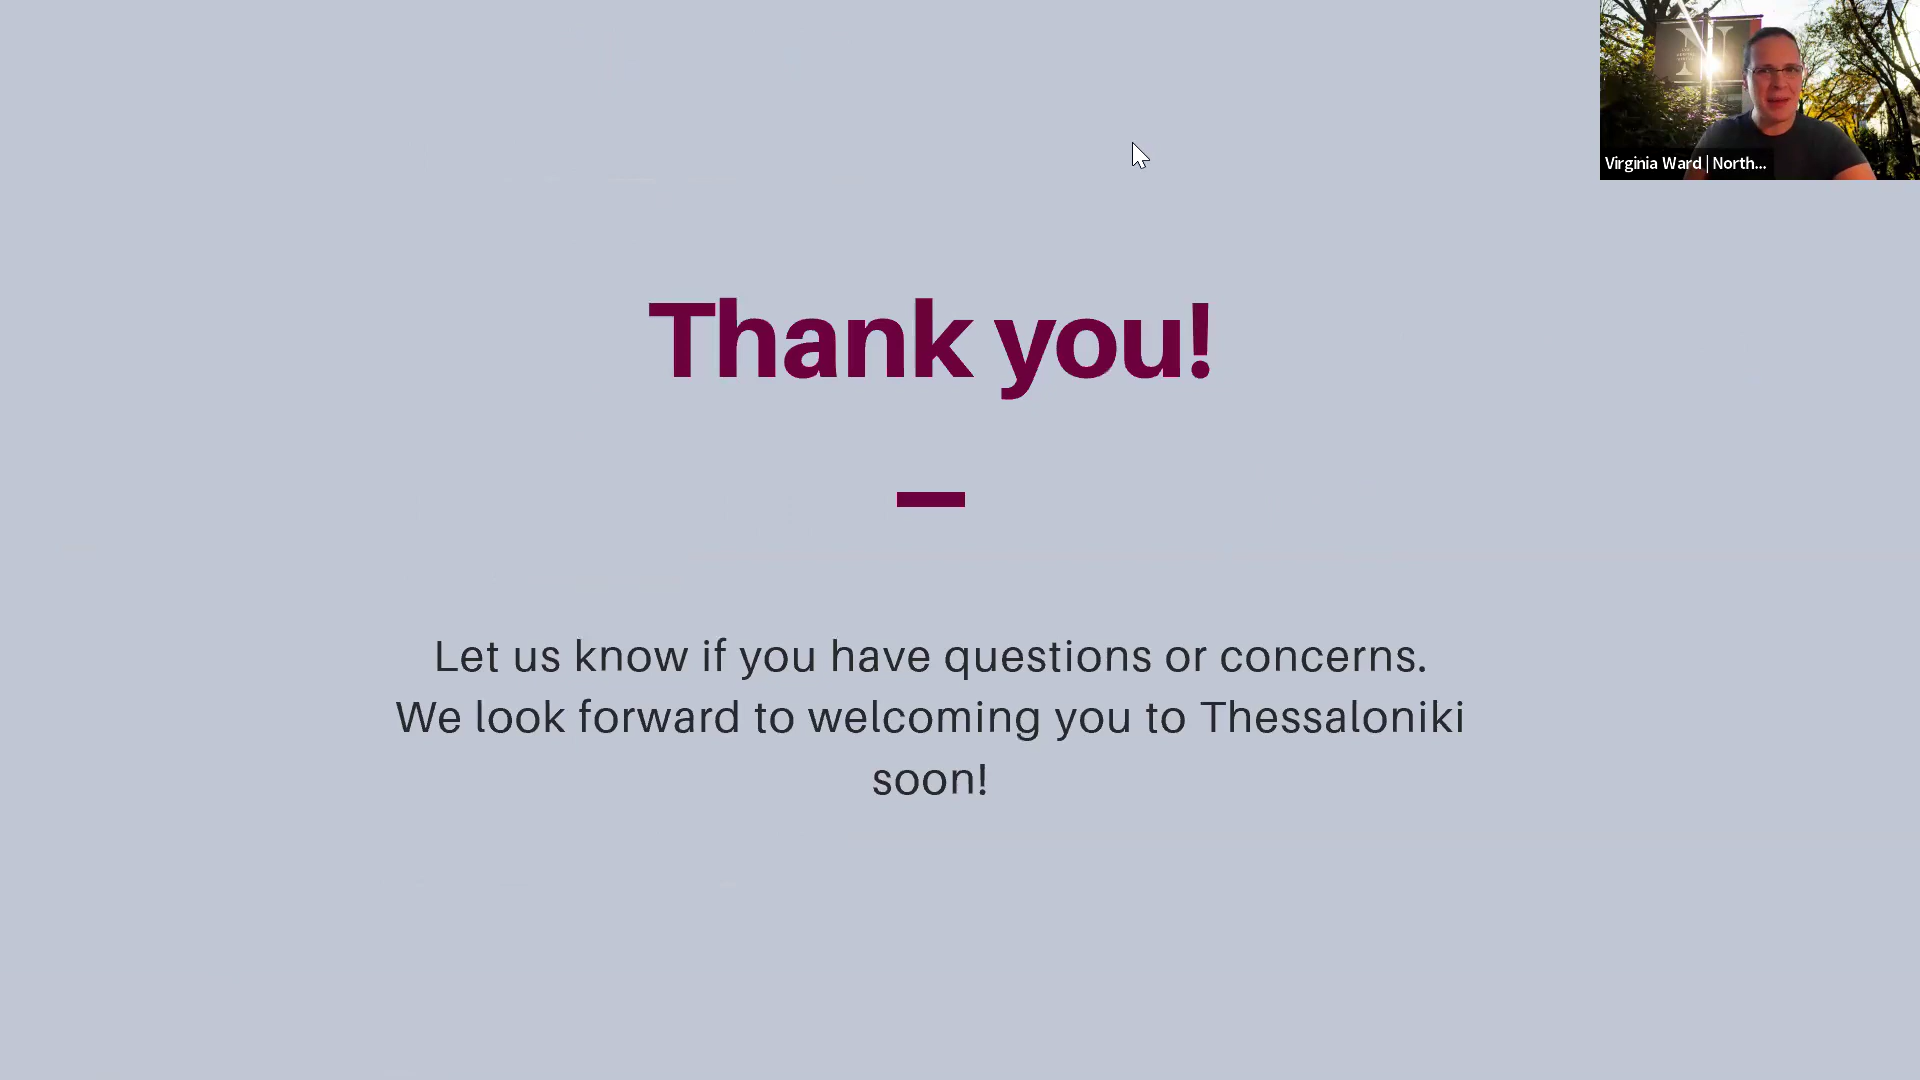 Virginia Ward | North...
Thank you!
Let us know if you have questions or concerns.
We look forward to welcoming you to Thessaloniki
soon!